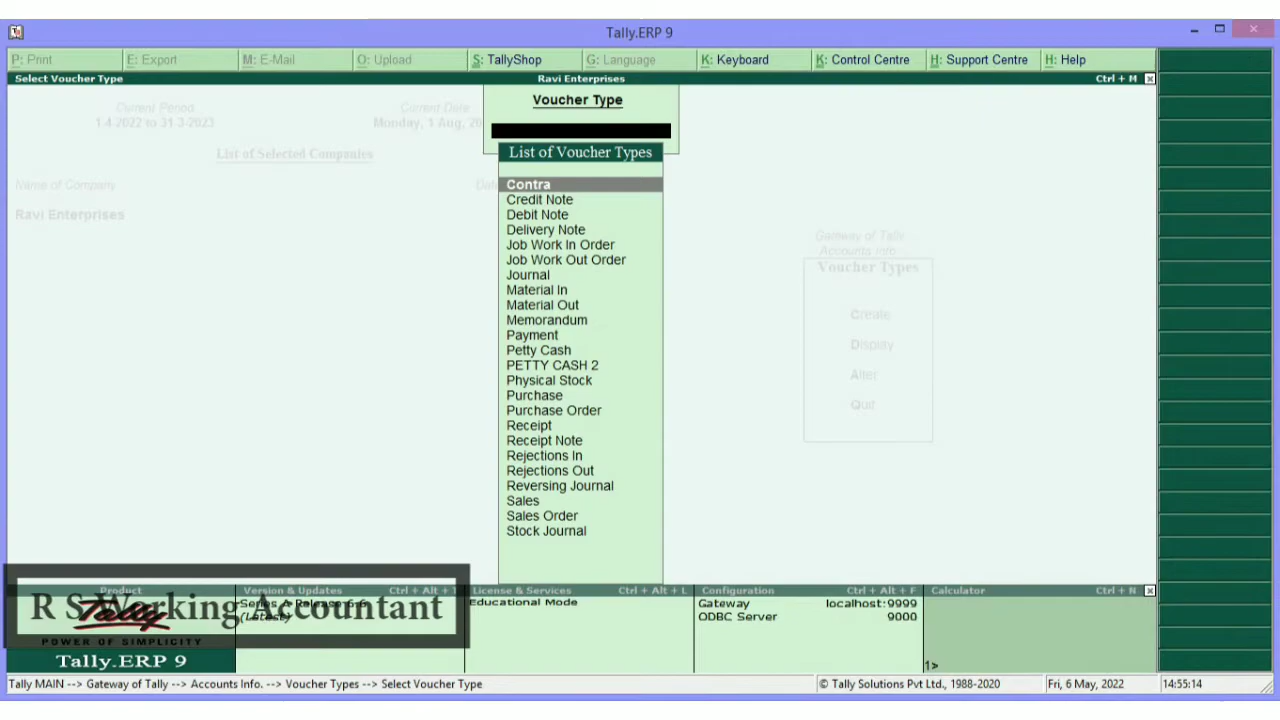 Tally.ERP 9
P: Print
E: Export
M: E-Mail
O: Upload
S: TallyShop
G: Language
K: Keyboard
K: Control Centre
H: Support Centre
H: Help
Select Voucher Type
Ravi Enterprises
Ctrl + M
Current Period
1-4-2022 to 31-3-2023
Current Date
Monday, 1 Aug, 20
List of Selected Companies
Name of Company
Ravi Enterprises
Voucher Type
List of Voucher Types
Contra
Credit Note
Debit Note
Delivery Note
Job Work In Order
Job Work Out Order
Journal
Material In
Material Out
Memorandum
Payment
Petty Cash
PETTY CASH 2
Physical Stock
Purchase
Purchase Order
Receipt
Receipt Note
Rejections In
Rejections Out
Reversing Journal
Sales
Sales Order
Stock Journal
Gateway of Tally ...
Accounts Info. ...
Voucher Types
Create
Display
Alter
Quit
Product
Tally
POWER OF SIMPLICITY
Tally.ERP 9
R S Working Accountant
Version & Updates
Ctrl + Alt + T
Series A Release 6.6
(Latest)
License & Services
Ctrl + Alt + L
Educational Mode
Configuration
Ctrl + Alt + F
Gateway
localhost:9999
ODBC Server
9000
Calculator
Ctrl + N
1>
Tally MAIN --> Gateway of Tally --> Accounts Info. --> Voucher Types --> Select Voucher Type
© Tally Solutions Pvt Ltd., 1988-2020
Fri, 6 May, 2022
14:55:14